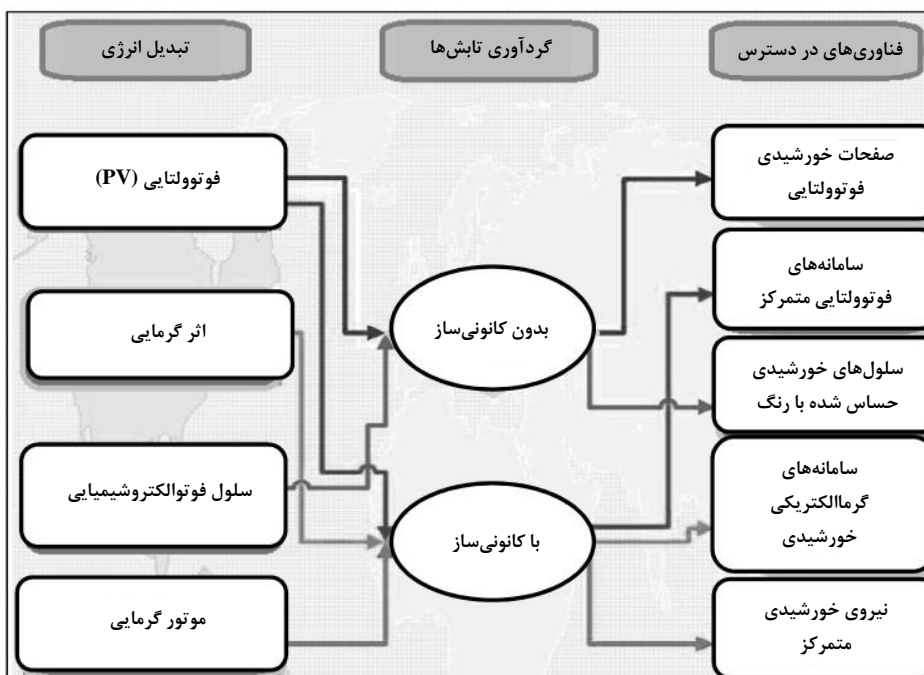 فناوری‌های در دسترس
گردآوری تابش‌ها
تبدیل انرژی
صفحات خورشیدی
فوتوولتایی
سامانه‌های
فوتوولتایی متمرکز
سلول‌های خورشیدی
حساس شده با رنگ
سامانه‌های
گرماالکتریکی
خورشیدی
نیروی خورشیدی
متمرکز
بدون کانونی‌ساز
با کانونی‌ساز
فوتوولتایی (PV)
اثر گرمایی
سلول فوتوالکتروشیمیایی
موتور گرمایی